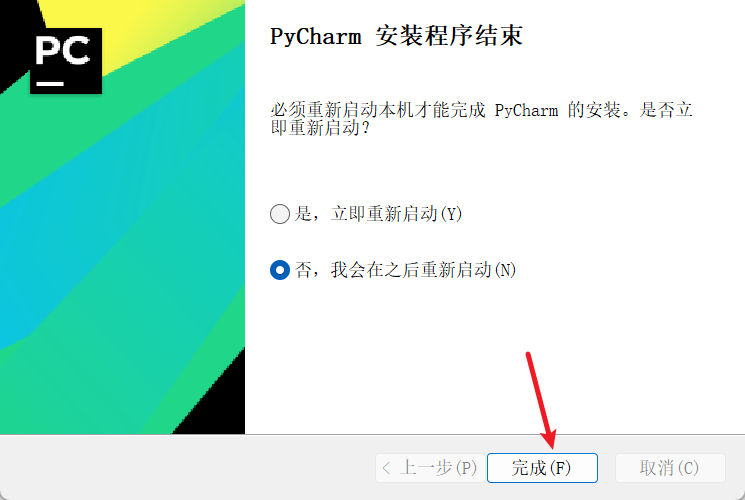 PC
PyCharm 安装程序结束
必须重新启动本机才能完成 PyCharm 的安装。是否立
即重新启动？
是，立即重新启动(Y)
否，我会在之后重新启动(N)
< 上一步(P)
完成(F)
取消(C)